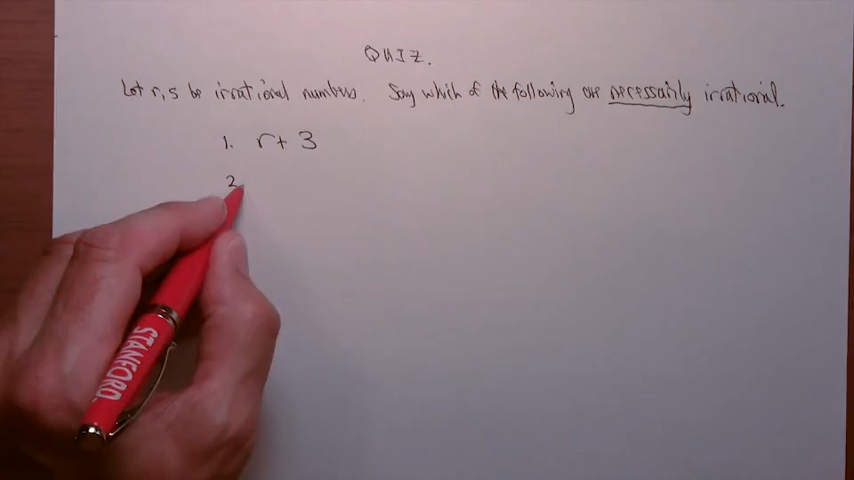 QUIZ.
Let r, s be irrational numbers. Say which of the following are necessarily irrational.
1. r + 3
2
STANFORD